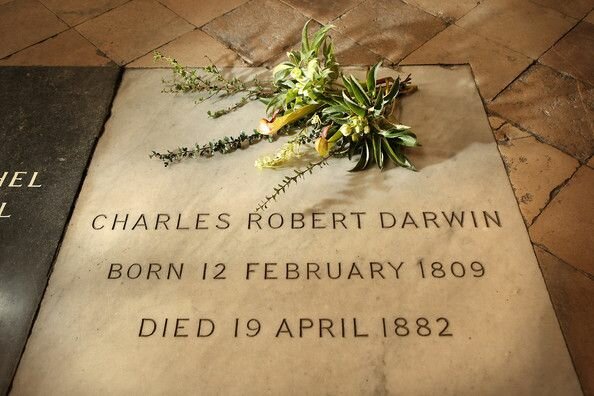 CHARLES ROBERT DARWIN
BORN 12 FEBRUARY 1809
DIED 19 APRIL 1882